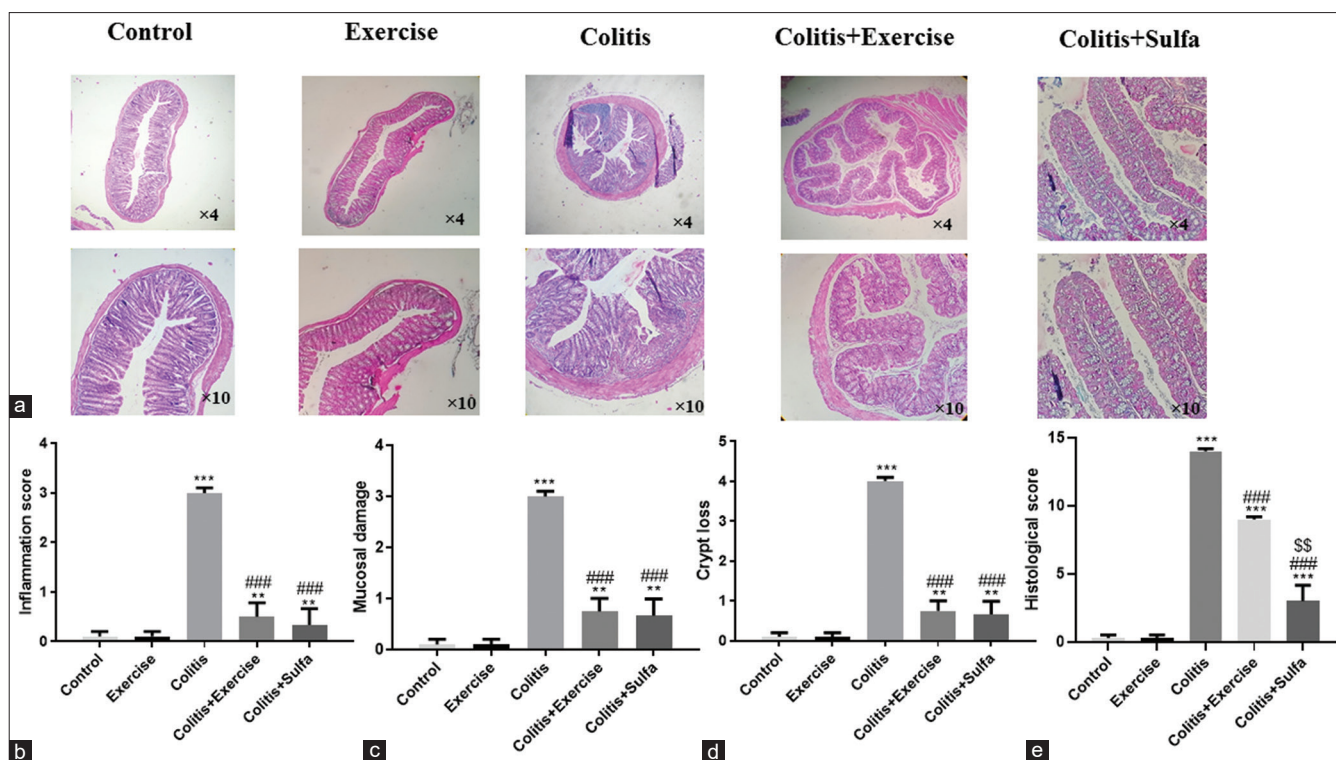 Control Exercise Colitis Colitis+Exercise Colitis+Sulfa
×4 ×4 ×4 ×4 ×4
×10 ×10 ×10 ×10 ×10
a
Inflammation score
4
3
2
1
0
***
###
**
###
**
Control
Exercise
Colitis
Colitis+Exercise
Colitis+Sulfa
b
Mucosal damage
4
3
2
1
0
***
###
**
###
**
Control
Exercise
Colitis
Colitis+Exercise
Colitis+Sulfa
c
Crypt loss
5
4
3
2
1
0
***
###
**
###
**
Control
Exercise
Colitis
Colitis+Exercise
Colitis+Sulfa
d
Histological score
15
10
5
0
***
###
***
$$
###
***
Control
Exercise
Colitis
Colitis+Exercise
Colitis+Sulfa
e